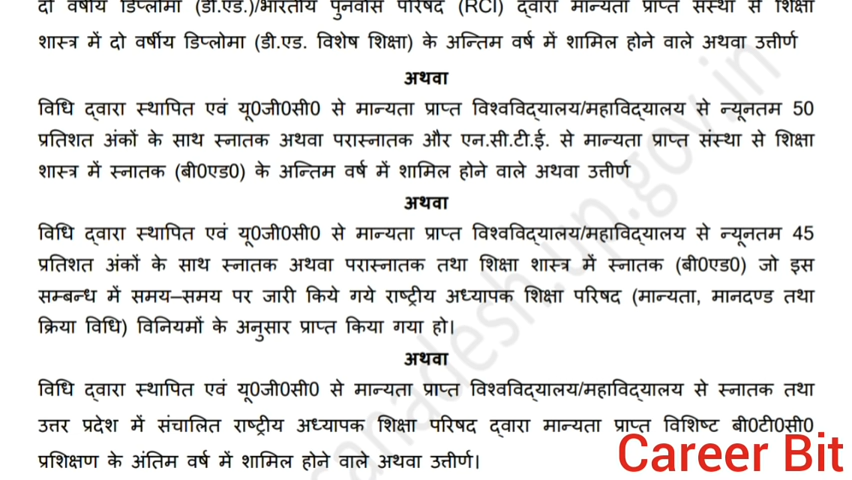 दो वर्षीय डिप्लोमा (डी.एड.)/भारतीय पुनर्वास परिषद (RCI) द्वारा मान्यता प्राप्त संस्था से शिक्षा
शास्त्र में दो वर्षीय डिप्लोमा (डी.एड. विशेष शिक्षा) के अन्तिम वर्ष में शामिल होने वाले अथवा उत्तीर्ण
अथवा
विधि द्वारा स्थापित एवं यू0जी0सी0 से मान्यता प्राप्त विश्वविद्यालय/महाविद्यालय से न्यूनतम 50
प्रतिशत अंकों के साथ स्नातक अथवा परास्नातक और एन.सी.टी.ई. से मान्यता प्राप्त संस्था से शिक्षा
शास्त्र में स्नातक (बी0एड0) के अन्तिम वर्ष में शामिल होने वाले अथवा उत्तीर्ण
अथवा
विधि द्वारा स्थापित एवं यू0जी0सी0 से मान्यता प्राप्त विश्वविद्यालय/महाविद्यालय से न्यूनतम 45
प्रतिशत अंकों के साथ स्नातक अथवा परास्नातक तथा शिक्षा शास्त्र में स्नातक (बी0एड0) जो इस
सम्बन्ध में समय–समय पर जारी किये गये राष्ट्रीय अध्यापक शिक्षा परिषद (मान्यता, मानदण्ड तथा
क्रिया विधि) विनियमों के अनुसार प्राप्त किया गया हो।
अथवा
विधि द्वारा स्थापित एवं यू0जी0सी0 से मान्यता प्राप्त विश्वविद्यालय/महाविद्यालय से स्नातक तथा
उत्तर प्रदेश में संचालित राष्ट्रीय अध्यापक शिक्षा परिषद द्वारा मान्यता प्राप्त विशिष्ट बी0टी0सी0
प्रशिक्षण के अंतिम वर्ष में शामिल होने वाले अथवा उत्तीर्ण।
Career Bit
sanadesh.up.gov.in